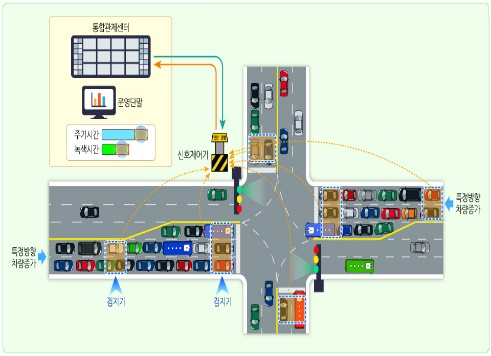 통합관제센터
운영단말
주기시간
녹색시간
신호제어기
특정방향
차량증가
특정방향
차량증가
검지기
검지기